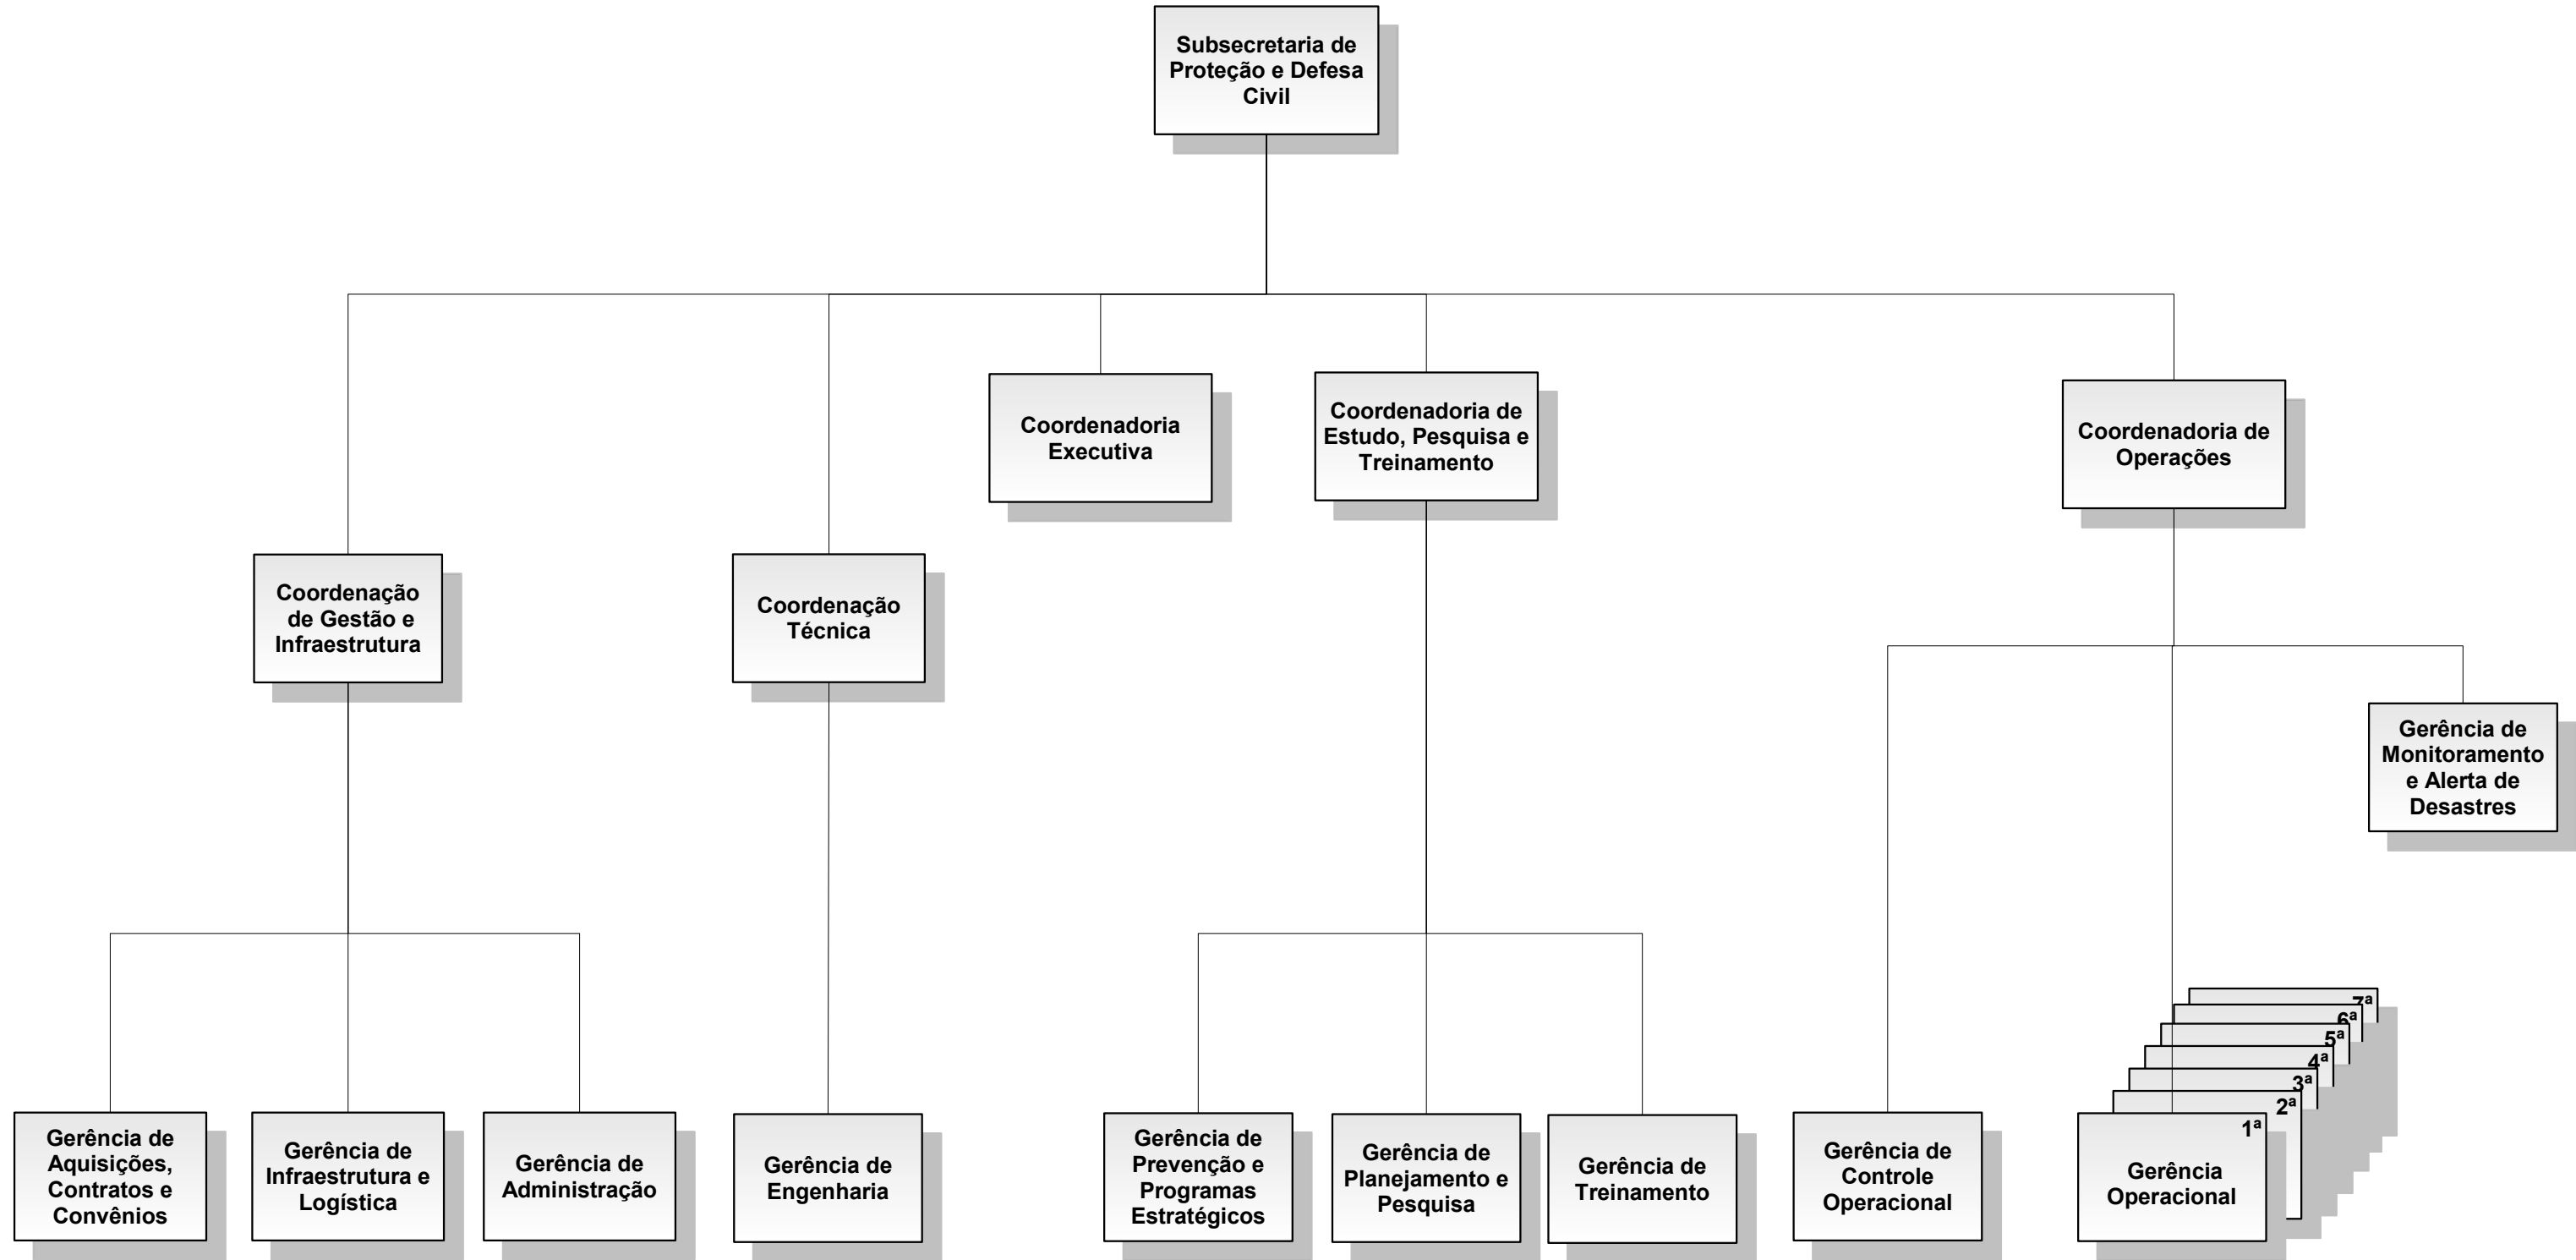 Subsecretaria de
Proteção e Defesa
Civil
Coordenadoria
Executiva
Coordenadoria de
Estudo, Pesquisa e
Treinamento
Coordenadoria de
Operações
Coordenação
de Gestão e
Infraestrutura
Coordenação
Técnica
Gerência de
Monitoramento
e Alerta de
Desastres
Gerência de
Aquisições,
Contratos e
Convênios
Gerência de
Infraestrutura e
Logística
Gerência de
Administração
Gerência de
Engenharia
Gerência de
Prevenção e
Programas
Estratégicos
Gerência de
Planejamento e
Pesquisa
Gerência de
Treinamento
Gerência de
Controle
Operacional
7ª
6ª
5ª
4ª
3ª
2ª
1ª
Gerência
Operacional